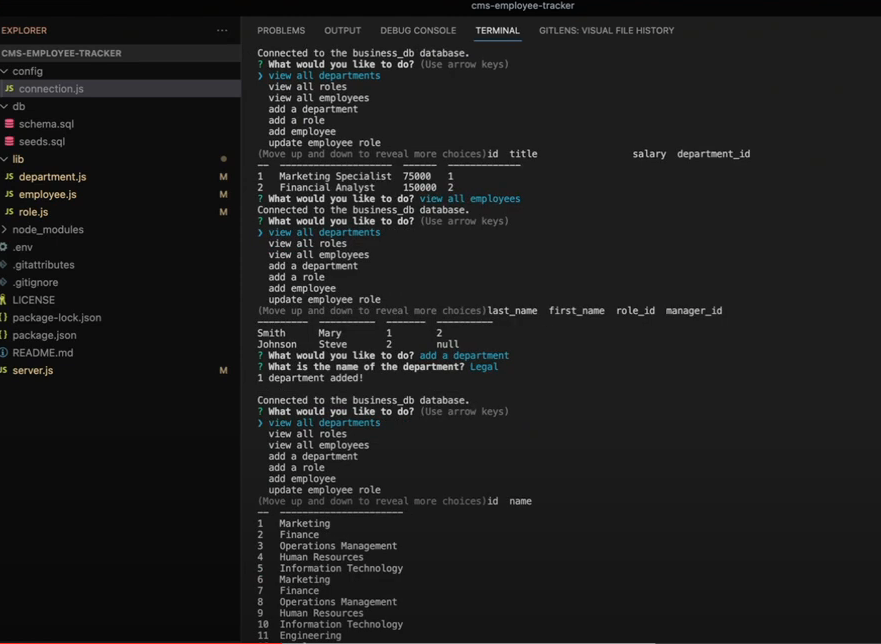 cms-employee-tracker
EXPLORER
CMS-EMPLOYEE-TRACKER
config
JS connection.js
db
schema.sql
seeds.sql
lib
JS department.js M
JS employee.js M
JS role.js M
node_modules
.env
.gitattributes
.gitignore
LICENSE
{} package-lock.json
{} package.json
README.md
JS server.js M
PROBLEMS OUTPUT DEBUG CONSOLE TERMINAL GITLENS: VISUAL FILE HISTORY
Connected to the business_db database.
? What would you like to do? (Use arrow keys)
❯ view all departments
view all roles
view all employees
add a department
add a role
add employee
update employee role
(Move up and down to reveal more choices)id title salary department_id
-- -------------------- ------ -------------
1 Marketing Specialist 75000 1
2 Financial Analyst 150000 2
? What would you like to do? view all employees
Connected to the business_db database.
? What would you like to do? (Use arrow keys)
❯ view all departments
view all roles
view all employees
add a department
add a role
add employee
update employee role
(Move up and down to reveal more choices)last_name first_name role_id manager_id
--------- ---------- ------- ----------
Smith Mary 1 2
Johnson Steve 2 null
? What would you like to do? add a department
? What is the name of the department? Legal
1 department added!
Connected to the business_db database.
? What would you like to do? (Use arrow keys)
❯ view all departments
view all roles
view all employees
add a department
add a role
add employee
update employee role
(Move up and down to reveal more choices)id name
-- ----------------------
1 Marketing
2 Finance
3 Operations Management
4 Human Resources
5 Information Technology
6 Marketing
7 Finance
8 Operations Management
9 Human Resources
10 Information Technology
11 Engineering